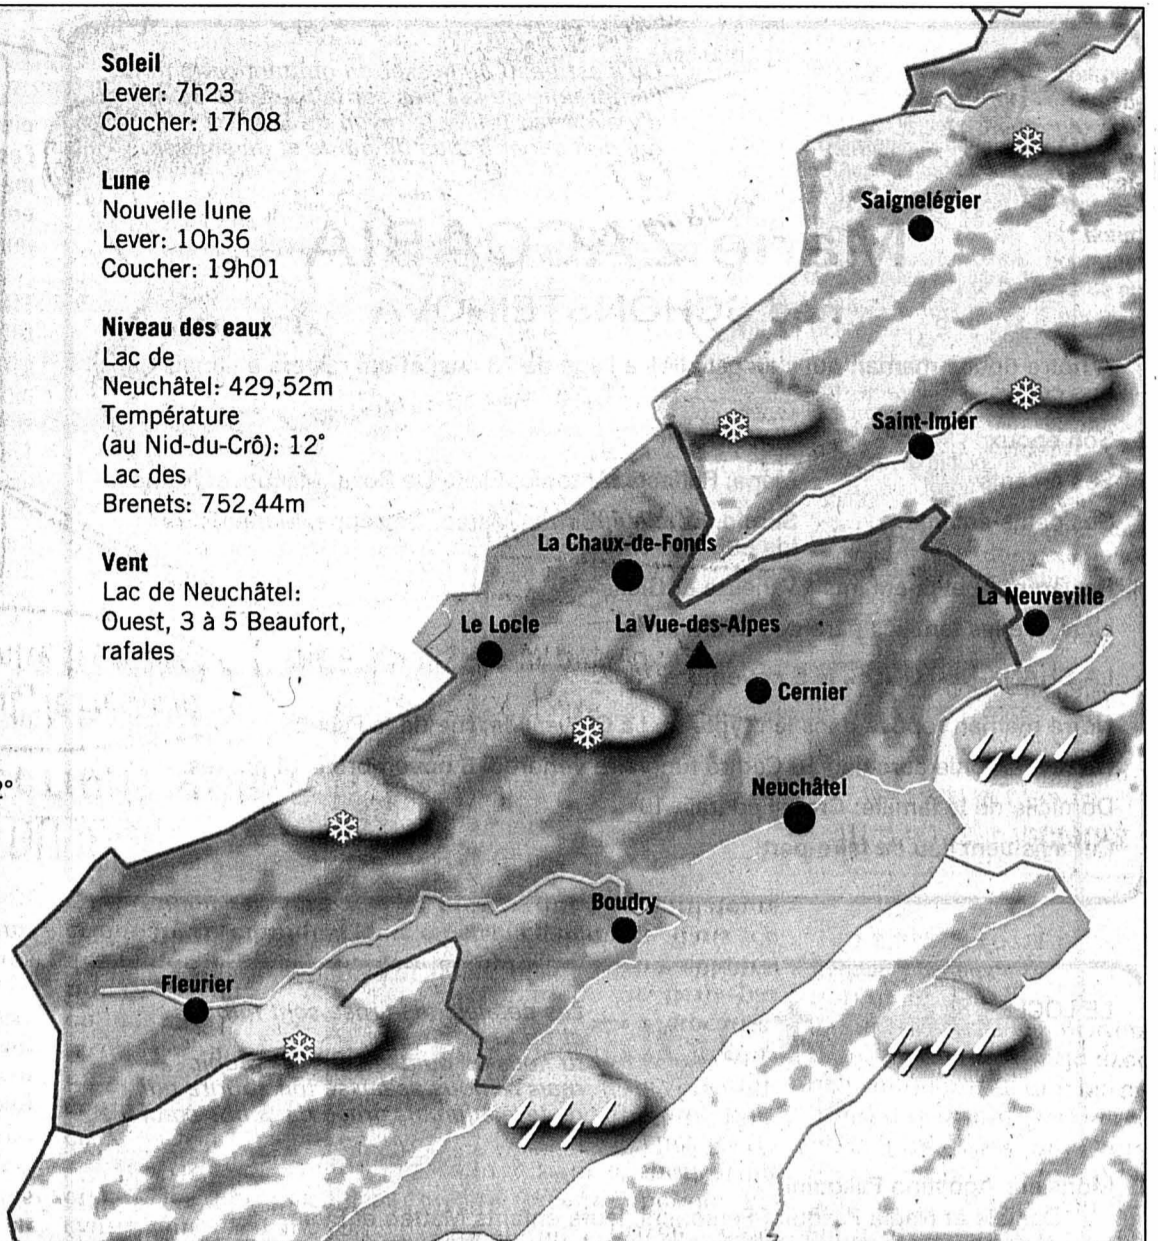 Soleil
Lever: 7h23
Coucher: 17h08
Lune
Nouvelle lune
Lever: 10h36
Coucher: 19h01
Niveau des eaux
Lac de
Neuchâtel: 429,52m
Température
(au Nid-du-Crô): 12°
Lac des
Brenets: 752,44m
Vent
Lac de Neuchâtel:
Ouest, 3 à 5 Beaufort,
rafales
Saignelégier
Saint-Imier
La Chaux-de-Fonds
La Neuveville
Le Locle
La Vue-des-Alpes
Cernier
Neuchâtel
Boudry
Fleurier